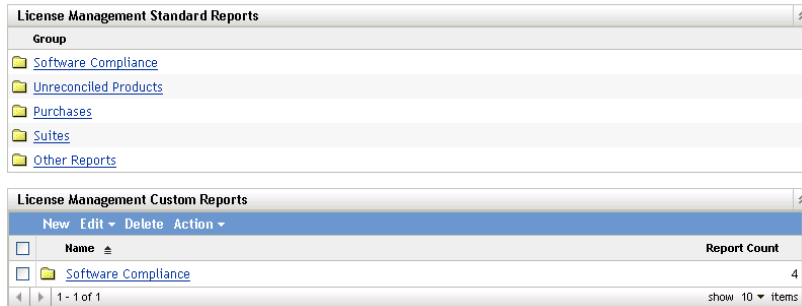 License Management Standard Reports
Group
Software Compliance
Unreconciled Products
Purchases
Suites
Other Reports
License Management Custom Reports
New Edit Delete Action
Name Report Count
Software Compliance 4
1 - 1 of 1 show 10 items